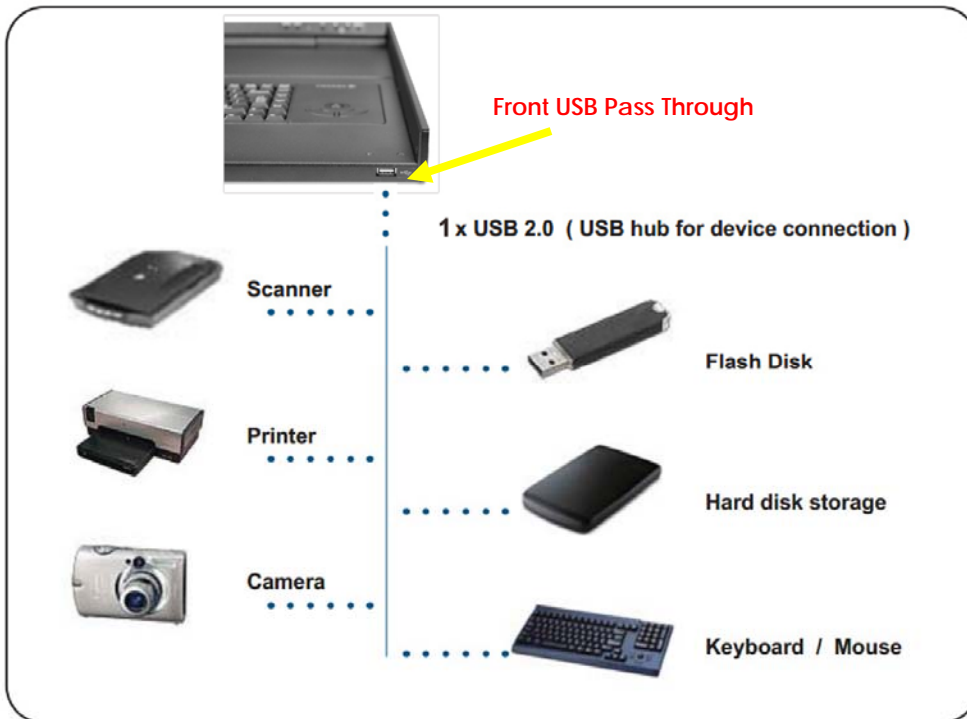 Front USB Pass Through
1 x USB 2.0 ( USB hub for device connection )
Scanner
Flash Disk
Printer
Hard disk storage
Camera
Keyboard / Mouse